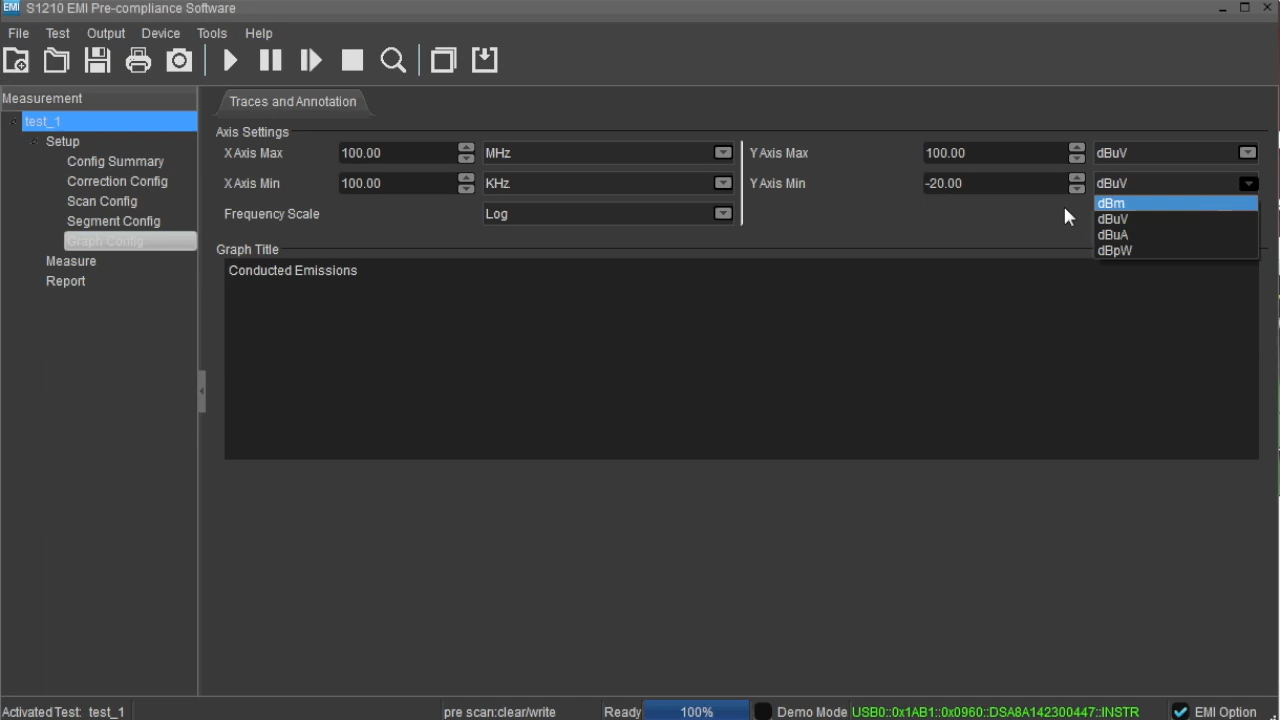 EMI S1210 EMI Pre-compliance Software
File Test Output Device Tools Help
Measurement
Traces and Annotation
test_1
Axis Settings
Setup
X Axis Max 100.00 MHz Y Axis Max 100.00 dBuV
Config Summary
Correction Config
X Axis Min 100.00 KHz Y Axis Min -20.00 dBuV
Scan Config
dBm
Frequency Scale Log
dBuV
Segment Config
dBuA
Graph Config
Graph Title
dBpW
Measure
Conducted Emissions
Report
Activated Test: test_1 pre scan:clear/write Ready 100% Demo Mode USB0::0x1AB1::0x0960::DSA8A142300447::INSTR EMI Option